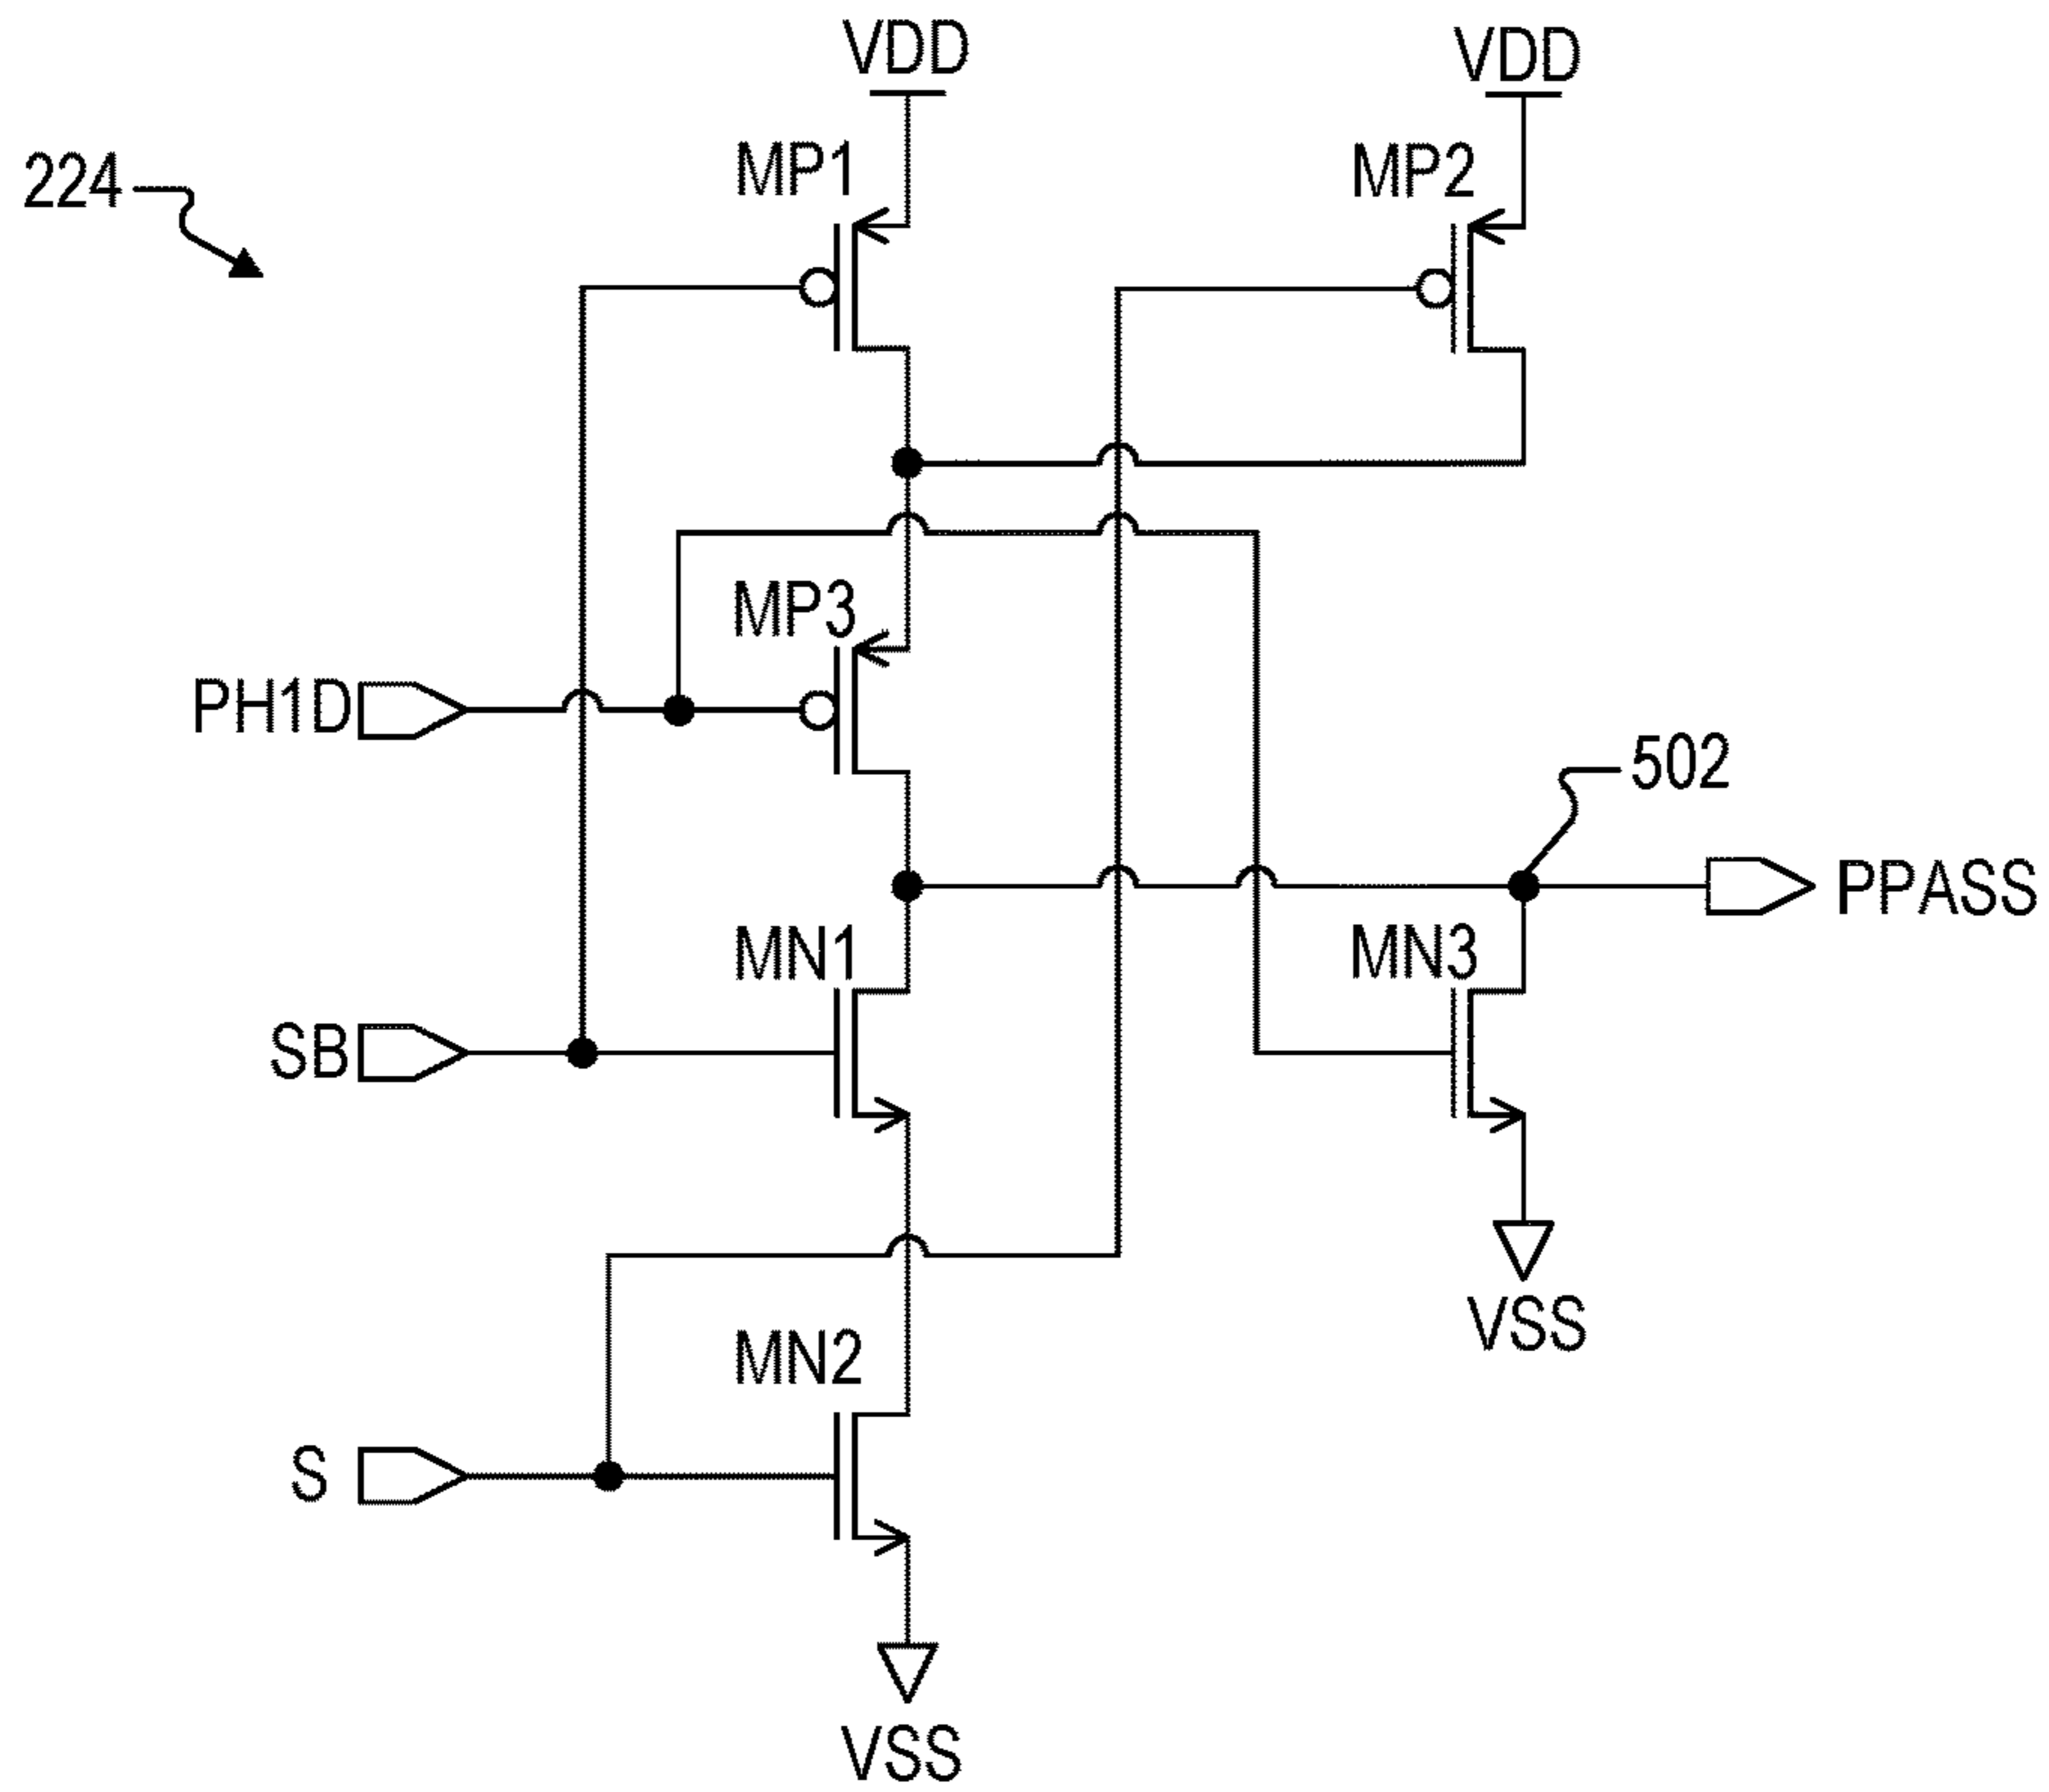 VDD
VDD
MP1
MP2
224
MP3
PH1D
502
PPASS
MN1
MN3
SB
VSS
MN2
S
VSS